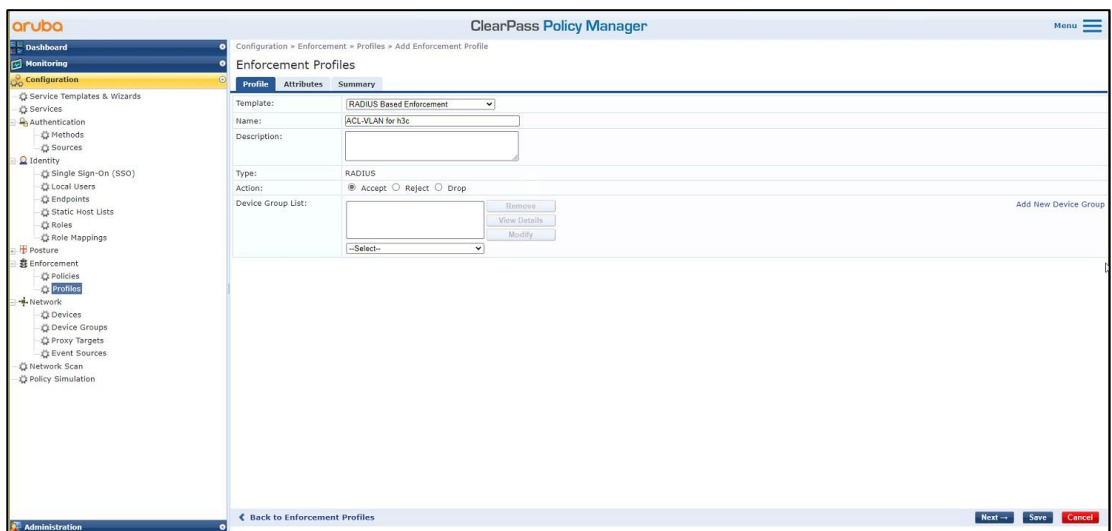 aruba
ClearPass Policy Manager
Menu
Dashboard
Monitoring
Configuration
Service Templates & Wizards
Services
Authentication
Methods
Sources
Identity
Single Sign-On (SSO)
Local Users
Endpoints
Static Host Lists
Roles
Role Mappings
Posture
Enforcement
Policies
Profiles
Network
Devices
Device Groups
Proxy Targets
Event Sources
Network Scan
Policy Simulation
Administration
Configuration » Enforcement » Profiles » Add Enforcement Profile
Enforcement Profiles
Profile Attributes Summary
Template: RADIUS Based Enforcement
Name: ACL-VLAN for h3c
Description:
Type: RADIUS
Action: Accept Reject Drop
Device Group List: Remove Add New Device Group
View Details
Modify
--Select--
Back to Enforcement Profiles Next → Save Cancel